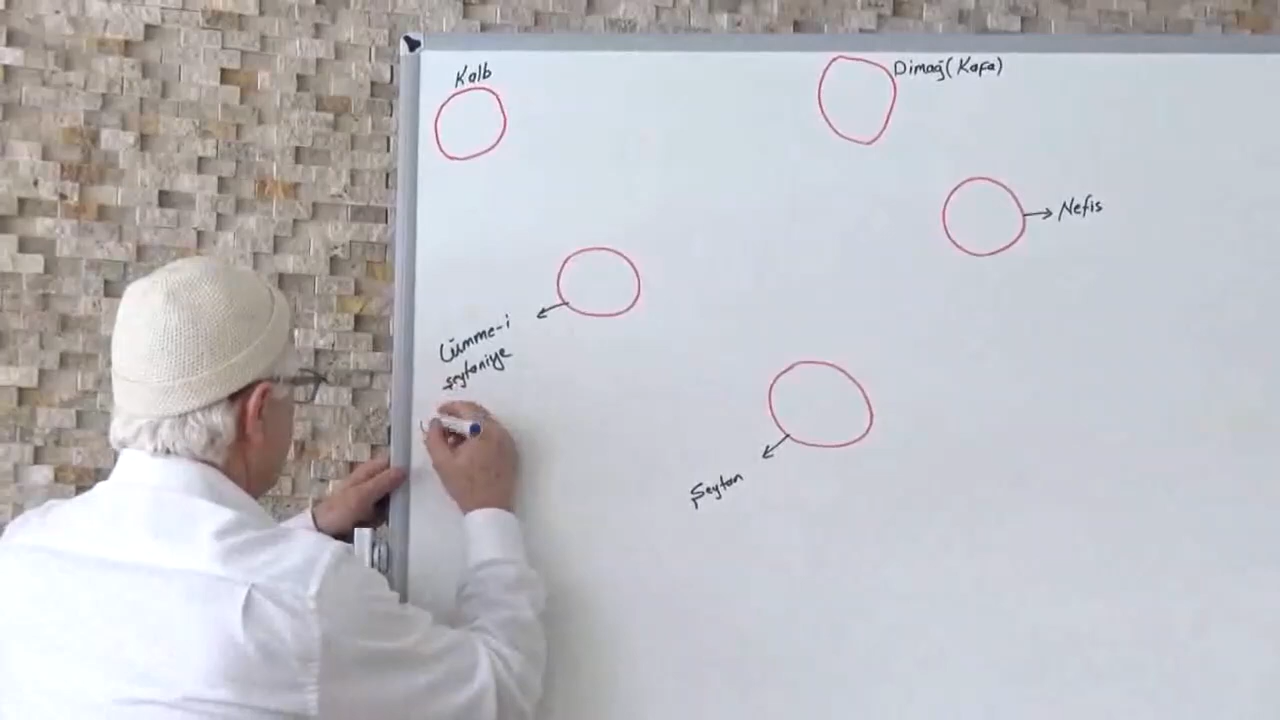 Kalb
Dimağ (Kafa)
Nefis
Lümme-i
şeytaniye
Şeytan